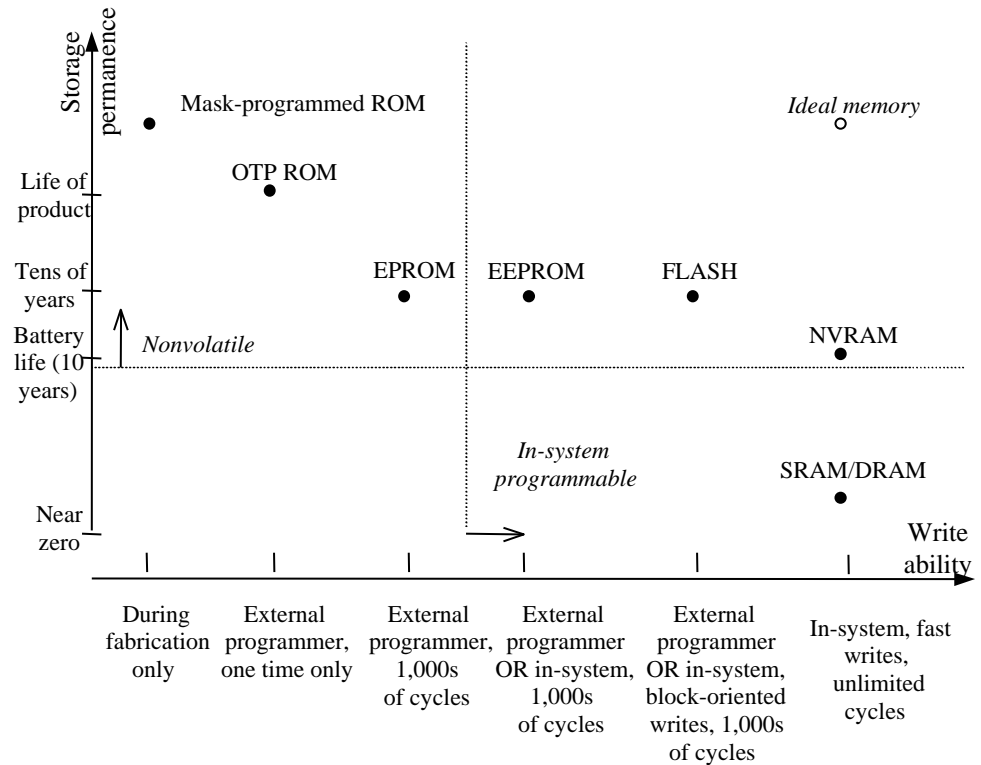 Storage
permanence
Mask-programmed ROM
Ideal memory
OTP ROM
Life of
product
EPROM
EEPROM
FLASH
Tens of
years
Battery
life (10
years)
Nonvolatile
NVRAM
In-system
programmable
SRAM/DRAM
Near
zero
Write
ability
During
fabrication
only
External
programmer,
one time only
External
programmer,
1,000s
of cycles
External
programmer
OR in-system,
1,000s
of cycles
External
programmer
OR in-system,
block-oriented
writes, 1,000s
of cycles
In-system, fast
writes,
unlimited
cycles